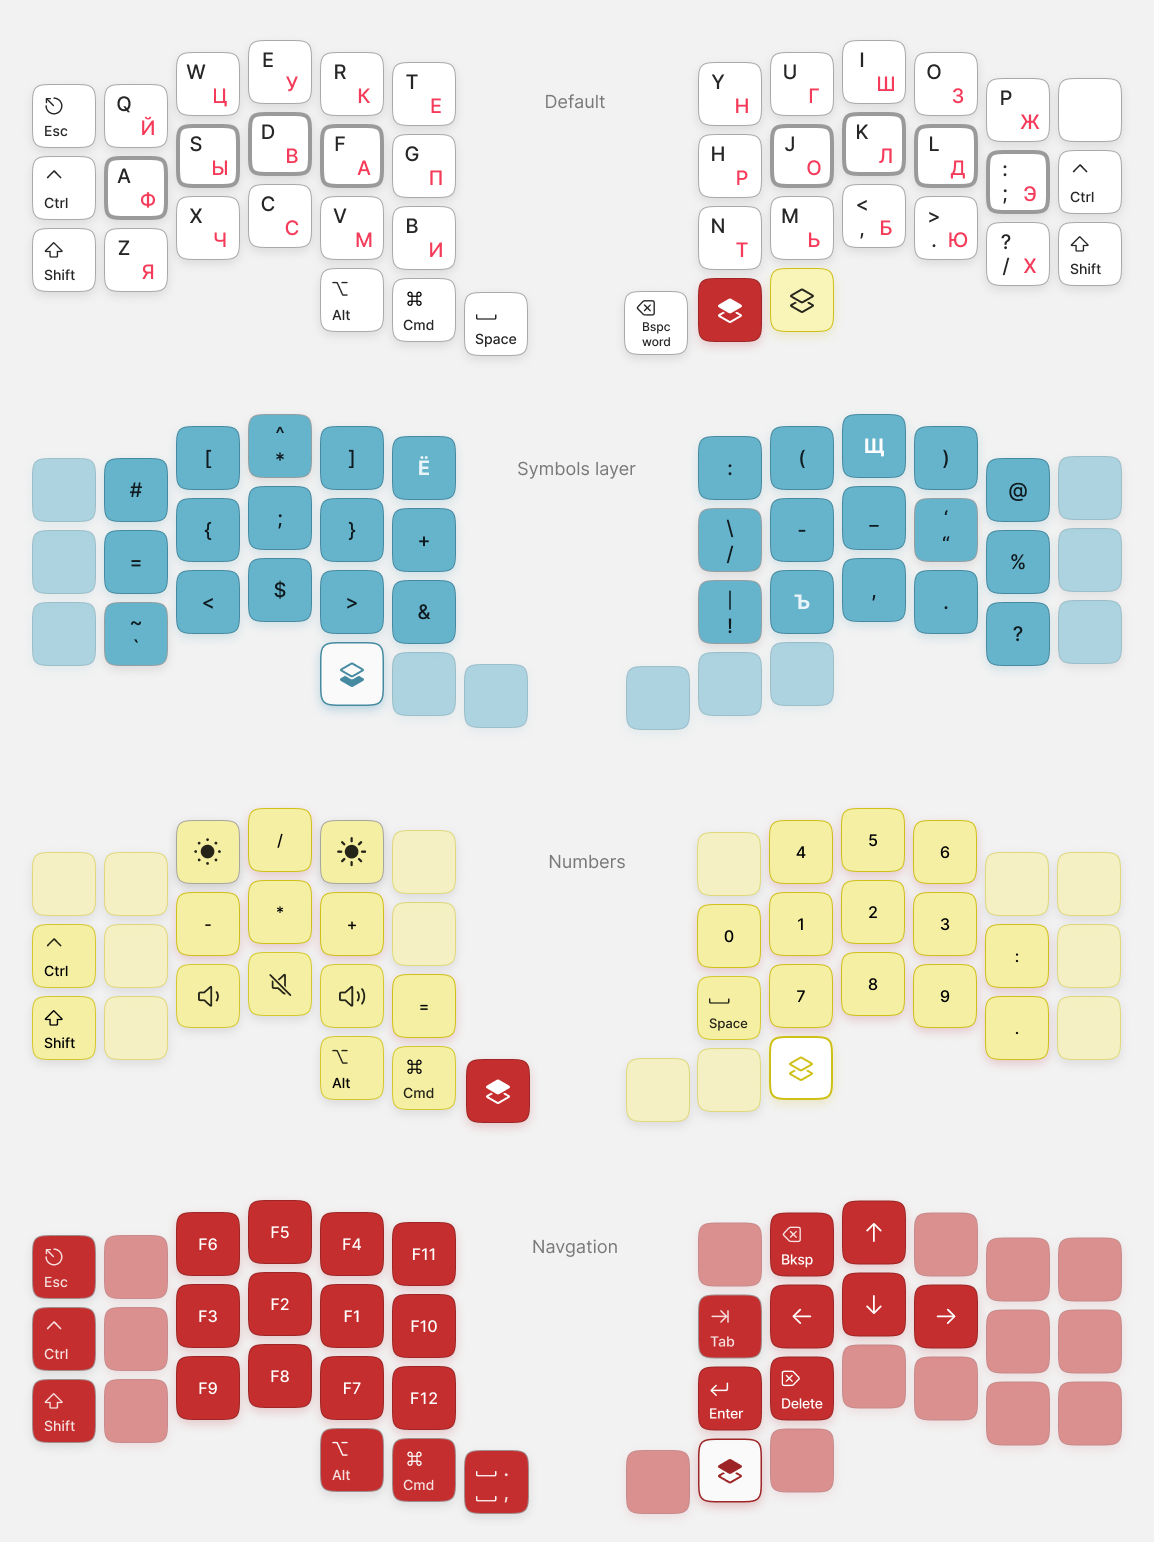 Default
Esc
Q Й
W Ц
E У
R К
T Е
Y Н
U Г
I Ш
O З
P Ж
^ Ctrl
A Ф
S Ы
D В
F А
G П
H Р
J О
K Л
L Д
: ; Э
^ Ctrl
Shift
Z Я
X Ч
C С
V М
B И
N Т
M Ь
< , Б
> . Ю
? / Х
Shift
⌥ Alt
⌘ Cmd
Space
Bspc
word
Symbols layer
#
[
^
*
]
Ё
:
(
Щ
)
@
=
{
;
}
+
\
/
-
_
‘
“
%
~
`
<
$
>
&
|
!
Ъ
,
.
?
Numbers
/
4
5
6
^ Ctrl
-
*
+
0
1
2
3
:
Shift
=
Space
7
8
9
.
⌥ Alt
⌘ Cmd
Navgation
Esc
F6
F5
F4
F11
Bksp
↑
^ Ctrl
F3
F2
F1
F10
Tab
←
↓
→
Shift
F9
F8
F7
F12
Enter
Delete
⌥ Alt
⌘ Cmd
.
,